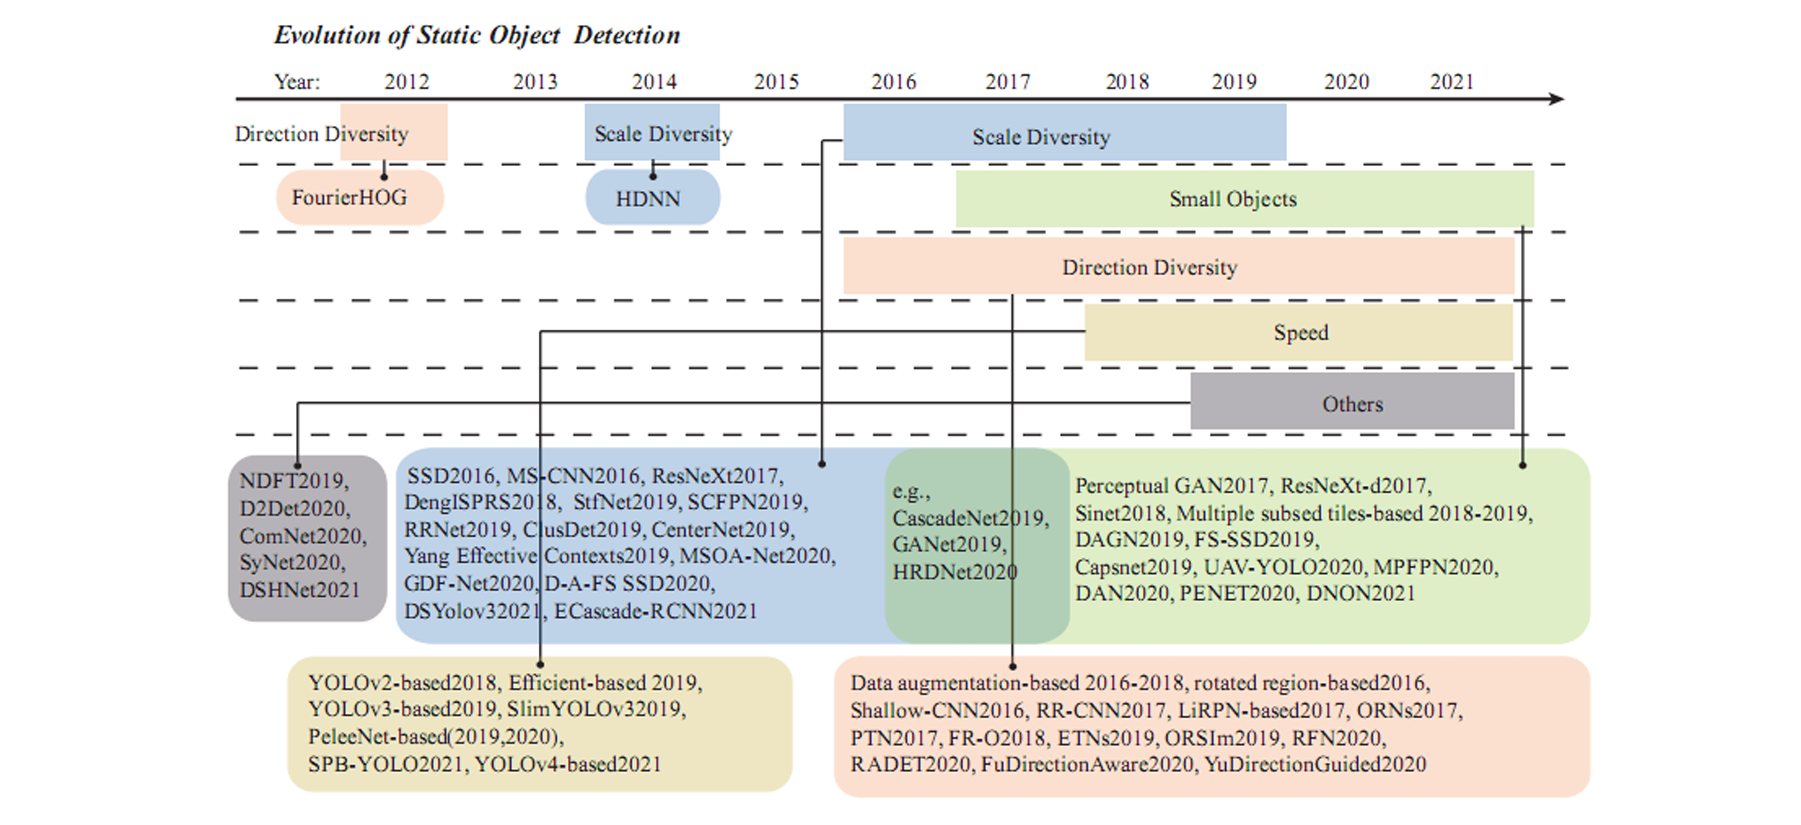 Evolution of Static Object Detection
Year: 2012 2013 2014 2015 2016 2017 2018 2019 2020 2021
Direction Diversity
Scale Diversity
Scale Diversity
FourierHOG
HDNN
Small Objects
Direction Diversity
Speed
Others
NDFT2019,
D2Det2020,
ComNet2020,
SyNet2020,
DSHNet2021
SSD2016, MS-CNN2016, ResNeXt2017,
DengISPRS2018, StfNet2019, SCFPN2019,
RRNet2019, ClusDet2019, CenterNet2019,
Yang Effective Contexts2019, MSOA-Net2020,
GDF-Net2020, D-A-FS SSD2020,
DSYolov32021, ECascade-RCNN2021
e.g.,
CascadeNet2019,
GANet2019,
HRDNet2020
Perceptual GAN2017, ResNeXt-d2017,
Sinet2018, Multiple subsed tiles-based 2018-2019,
DAGN2019, FS-SSD2019,
Capsnet2019, UAV-YOLO2020, MPFPN2020,
DAN2020, PENET2020, DNON2021
YOLOv2-based2018, Efficient-based 2019,
YOLOv3-based2019, SlimYOLOv32019,
PeleeNet-based(2019,2020),
SPB-YOLO2021, YOLOv4-based2021
Data augmentation-based 2016-2018, rotated region-based2016,
Shallow-CNN2016, RR-CNN2017, LiRPN-based2017, ORNs2017,
PTN2017, FR-O2018, ETNs2019, ORSIm2019, RFN2020,
RADET2020, FuDirectionAware2020, YuDirectionGuided2020